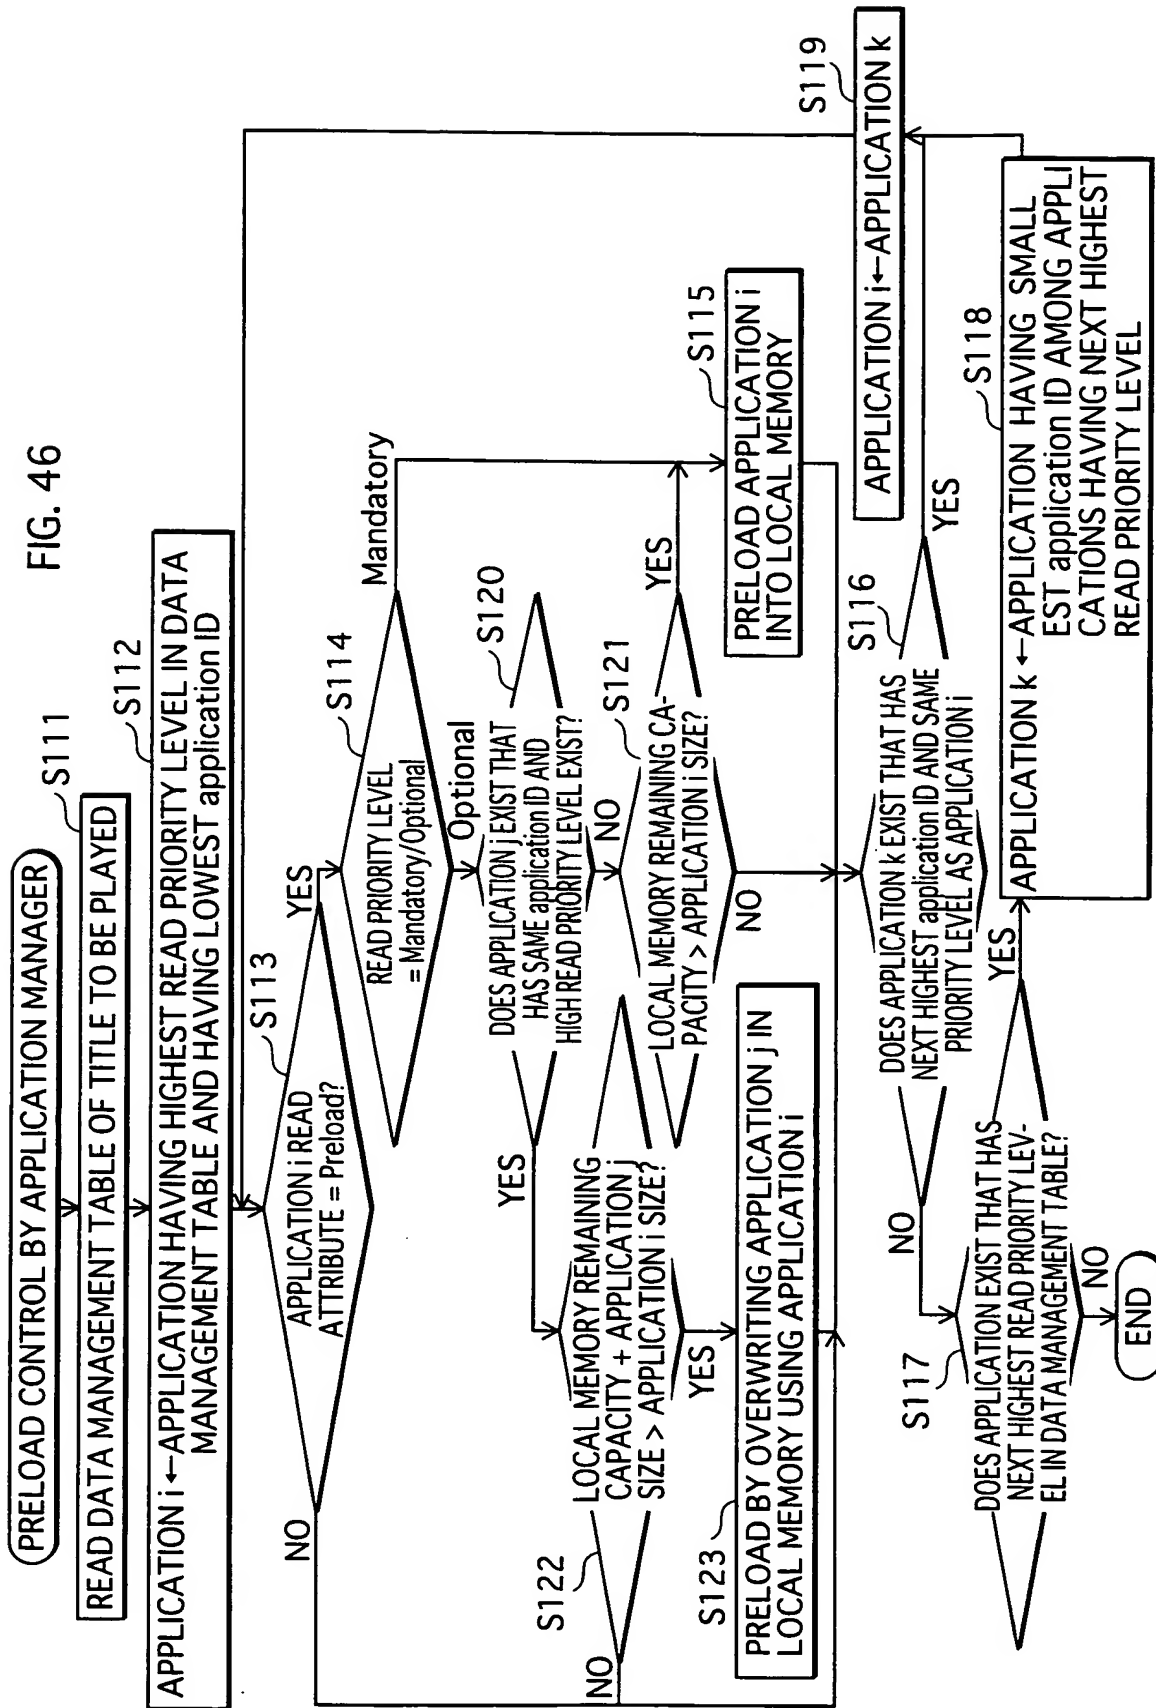 FIG. 46
PRELOAD CONTROL BY APPLICATION MANAGER
S111
READ DATA MANAGEMENT TABLE OF TITLE TO BE PLAYED
S112
APPLICATION i←APPLICATION HAVING HIGHEST READ PRIORITY LEVEL IN DATA
MANAGEMENT TABLE AND HAVING LOWEST application ID
S113
APPLICATION i READ
ATTRIBUTE = Preload?
YES
NO
S114
READ PRIORITY LEVEL
= Mandatory/Optional
Mandatory
Optional
S120
DOES APPLICATION j EXIST THAT
HAS SAME application ID AND
HIGH READ PRIORITY LEVEL EXIST?
YES
NO
S121
LOCAL MEMORY REMAINING CA-
PACITY > APPLICATION i SIZE?
YES
NO
S115
PRELOAD APPLICATION i
INTO LOCAL MEMORY
S122
LOCAL MEMORY REMAINING
CAPACITY + APPLICATION j
SIZE > APPLICATION i SIZE?
NO
YES
S123
PRELOAD BY OVERWRITING APPLICATION j IN
LOCAL MEMORY USING APPLICATION i
S116
DOES APPLICATION k EXIST THAT HAS
NEXT HIGHEST application ID AND SAME
PRIORITY LEVEL AS APPLICATION i
YES
NO
S119
APPLICATION i←APPLICATION k
S117
DOES APPLICATION EXIST THAT HAS
NEXT HIGHEST READ PRIORITY LEV-
EL IN DATA MANAGEMENT TABLE?
YES
NO
S118
APPLICATION k ←APPLICATION HAVING SMALL
EST application ID AMONG APPLI
CATIONS HAVING NEXT HIGHEST
READ PRIORITY LEVEL
END